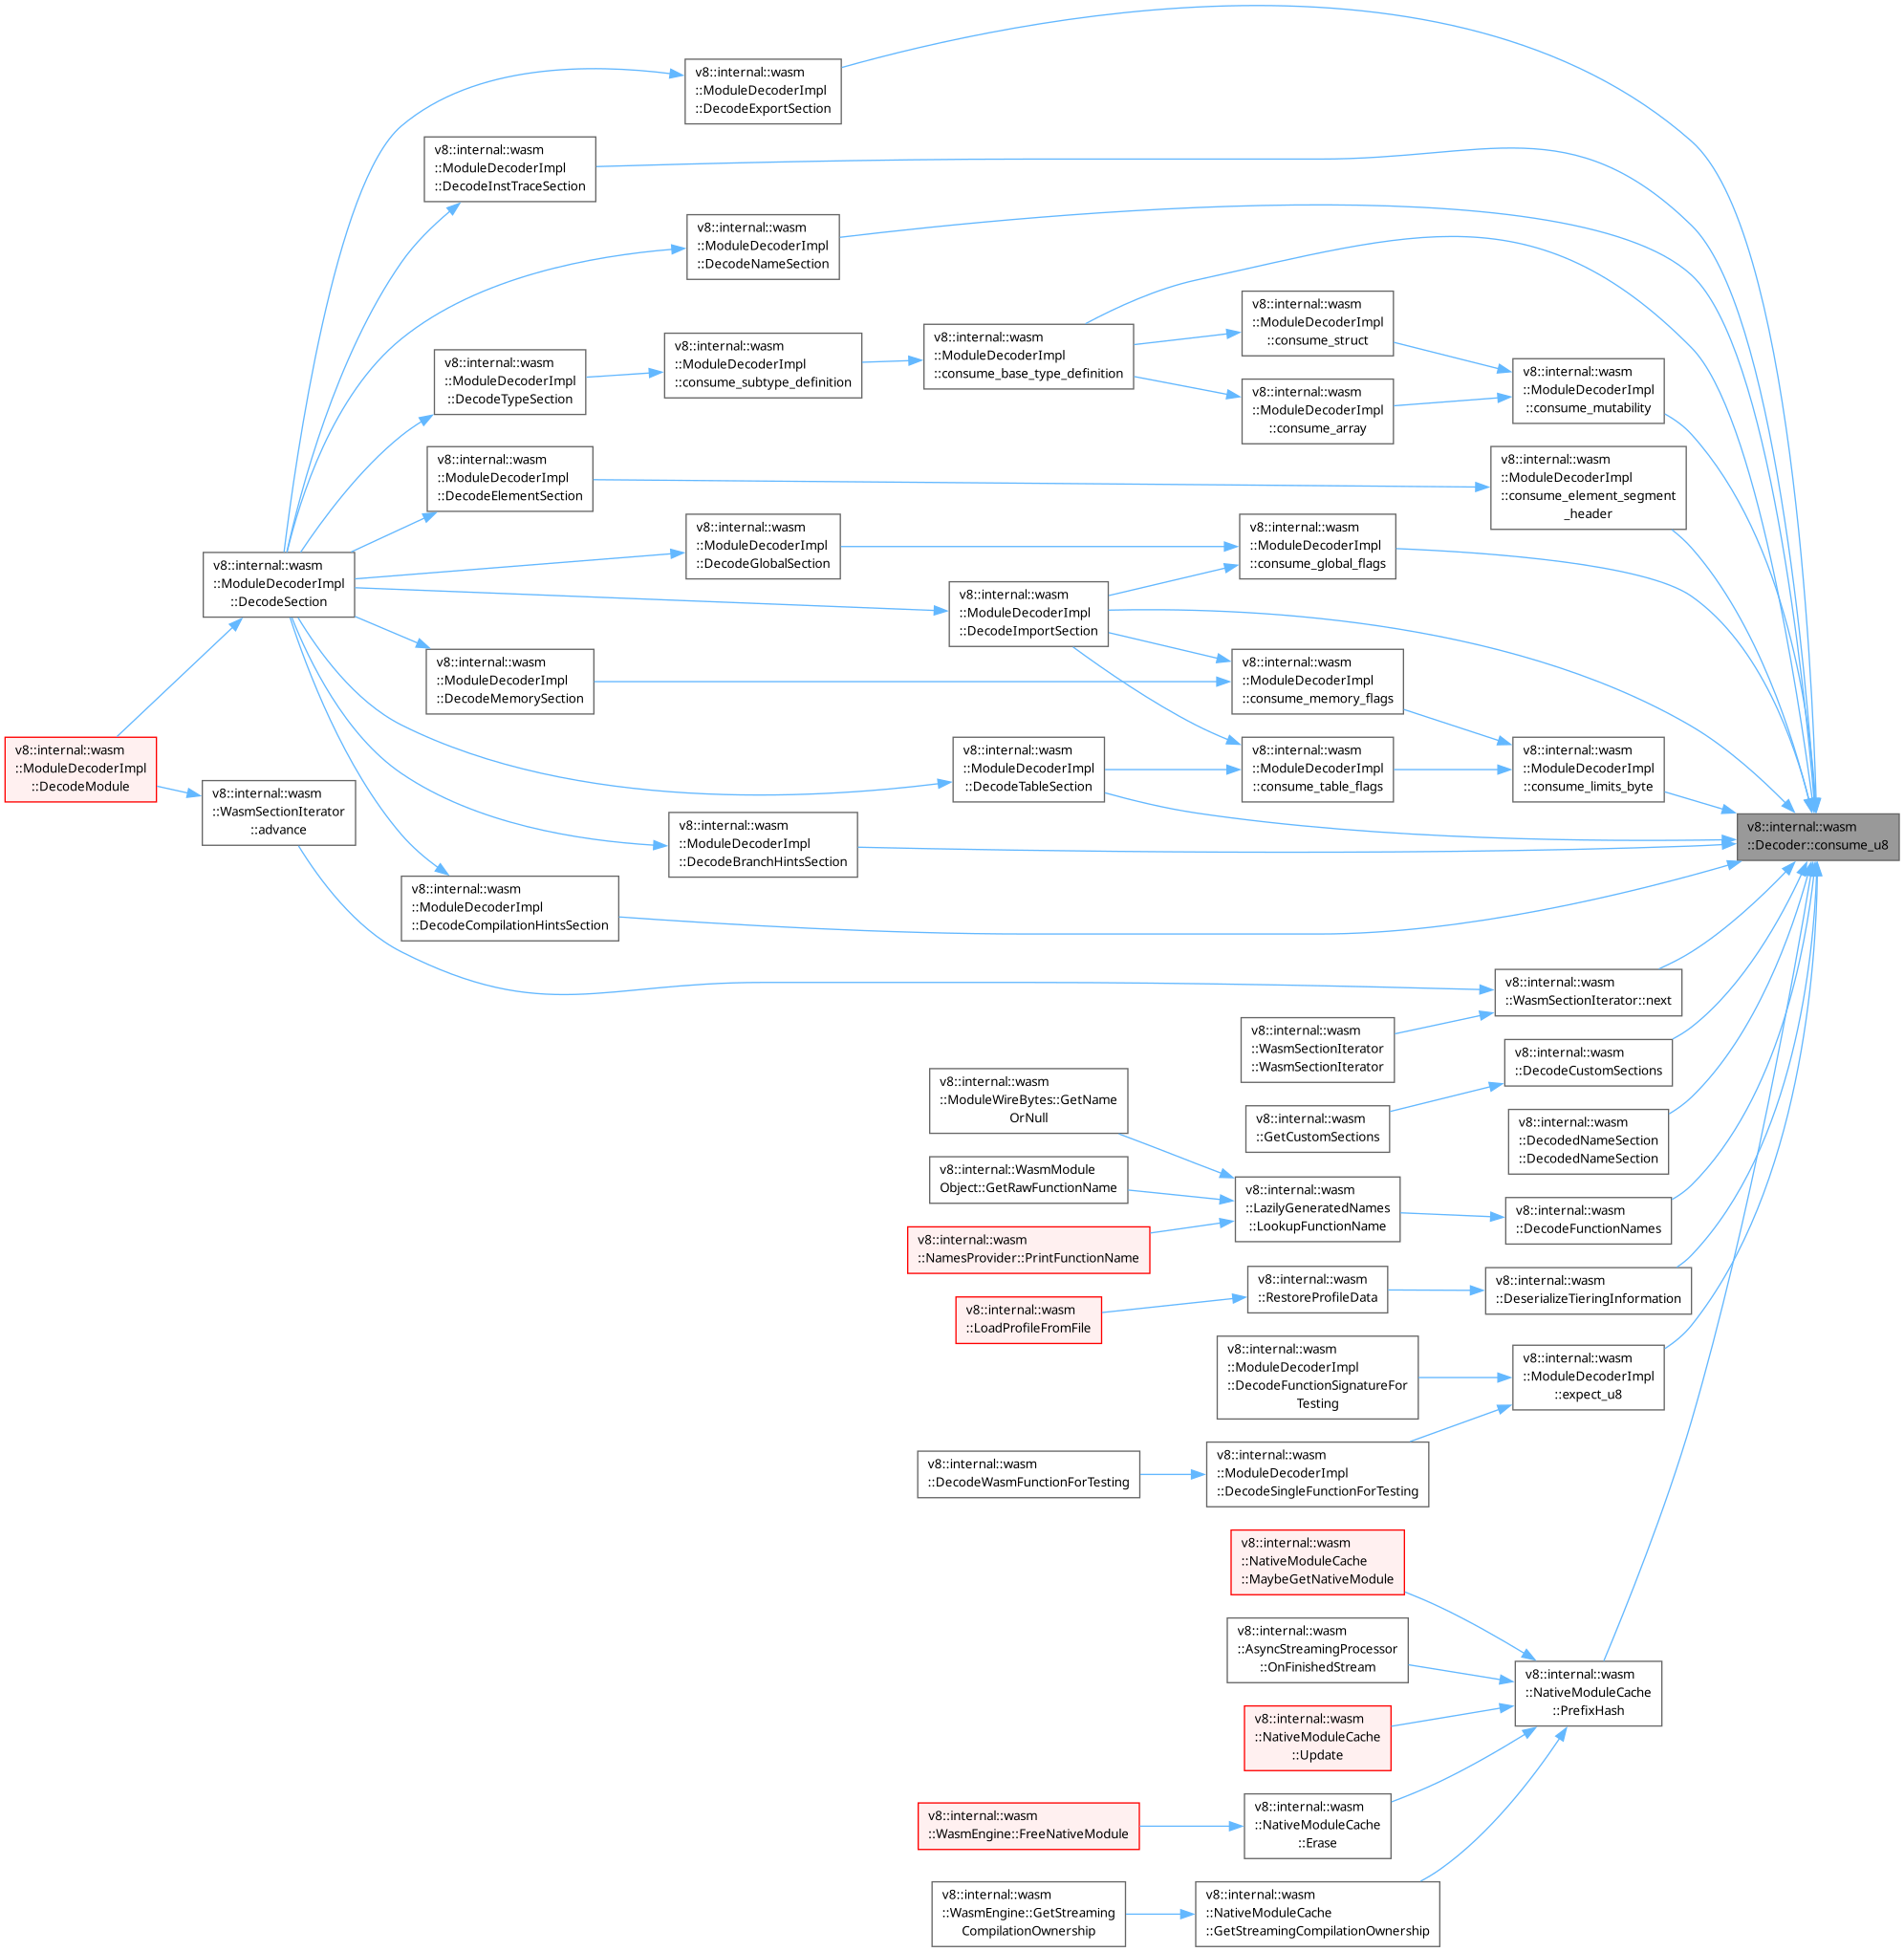 v8::internal::wasm
::ModuleDecoderImpl
::DecodeExportSection
v8::internal::wasm
::ModuleDecoderImpl
::DecodeInstTraceSection
v8::internal::wasm
::ModuleDecoderImpl
::DecodeNameSection
v8::internal::wasm
::ModuleDecoderImpl
::consume_struct
v8::internal::wasm
::ModuleDecoderImpl
::consume_base_type_definition
v8::internal::wasm
::ModuleDecoderImpl
::consume_subtype_definition
v8::internal::wasm
::ModuleDecoderImpl
::DecodeTypeSection
v8::internal::wasm
::ModuleDecoderImpl
::consume_mutability
v8::internal::wasm
::ModuleDecoderImpl
::consume_array
v8::internal::wasm
::ModuleDecoderImpl
::DecodeElementSection
v8::internal::wasm
::ModuleDecoderImpl
::consume_element_segment
_header
v8::internal::wasm
::ModuleDecoderImpl
::DecodeGlobalSection
v8::internal::wasm
::ModuleDecoderImpl
::consume_global_flags
v8::internal::wasm
::ModuleDecoderImpl
::DecodeSection
v8::internal::wasm
::ModuleDecoderImpl
::DecodeImportSection
v8::internal::wasm
::ModuleDecoderImpl
::DecodeMemorySection
v8::internal::wasm
::ModuleDecoderImpl
::consume_memory_flags
v8::internal::wasm
::ModuleDecoderImpl
::DecodeModule
v8::internal::wasm
::ModuleDecoderImpl
::DecodeTableSection
v8::internal::wasm
::ModuleDecoderImpl
::consume_table_flags
v8::internal::wasm
::ModuleDecoderImpl
::consume_limits_byte
v8::internal::wasm
::WasmSectionIterator
::advance
v8::internal::wasm
::ModuleDecoderImpl
::DecodeBranchHintsSection
v8::internal::wasm
::Decoder::consume_u8
v8::internal::wasm
::ModuleDecoderImpl
::DecodeCompilationHintsSection
v8::internal::wasm
::WasmSectionIterator::next
v8::internal::wasm
::WasmSectionIterator
::WasmSectionIterator
v8::internal::wasm
::DecodeCustomSections
v8::internal::wasm
::ModuleWireBytes::GetName
OrNull
v8::internal::wasm
::GetCustomSections
v8::internal::wasm
::DecodedNameSection
::DecodedNameSection
v8::internal::WasmModule
Object::GetRawFunctionName
v8::internal::wasm
::LazilyGeneratedNames
::LookupFunctionName
v8::internal::wasm
::DecodeFunctionNames
v8::internal::wasm
::NamesProvider::PrintFunctionName
v8::internal::wasm
::RestoreProfileData
v8::internal::wasm
::DeserializeTieringInformation
v8::internal::wasm
::LoadProfileFromFile
v8::internal::wasm
::ModuleDecoderImpl
::DecodeFunctionSignatureFor
Testing
v8::internal::wasm
::ModuleDecoderImpl
::expect_u8
v8::internal::wasm
::DecodeWasmFunctionForTesting
v8::internal::wasm
::ModuleDecoderImpl
::DecodeSingleFunctionForTesting
v8::internal::wasm
::NativeModuleCache
::MaybeGetNativeModule
v8::internal::wasm
::AsyncStreamingProcessor
::OnFinishedStream
v8::internal::wasm
::NativeModuleCache
::PrefixHash
v8::internal::wasm
::NativeModuleCache
::Update
v8::internal::wasm
::WasmEngine::FreeNativeModule
v8::internal::wasm
::NativeModuleCache
::Erase
v8::internal::wasm
::WasmEngine::GetStreaming
CompilationOwnership
v8::internal::wasm
::NativeModuleCache
::GetStreamingCompilationOwnership